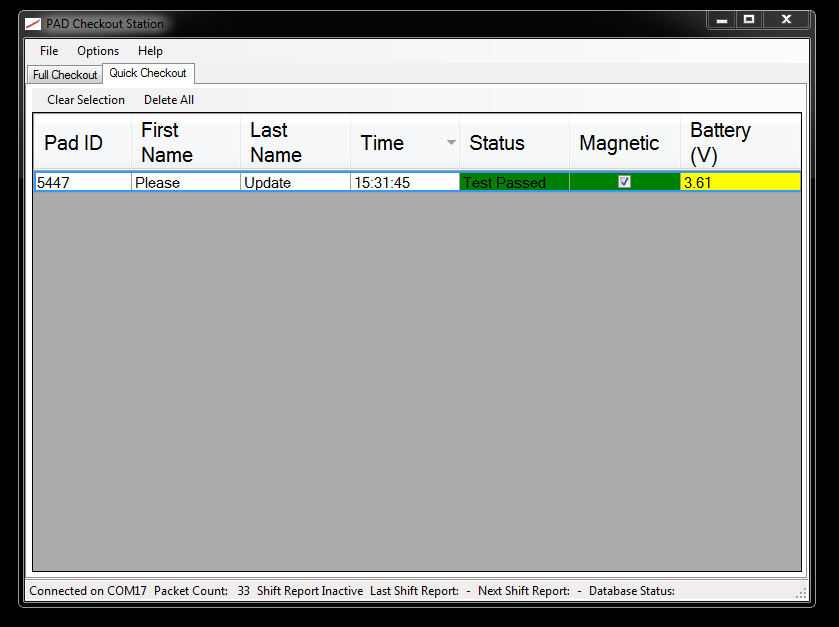 PAD Checkout Station
File Options Help
Full Checkout Quick Checkout
Clear Selection Delete All
Pad ID First Name Last Name Time Status Magnetic Battery (V)
5447 Please Update 15:31:45 Test Passed 3.61
Connected on COM17 Packet Count: 33 Shift Report Inactive Last Shift Report: - Next Shift Report: - Database Status: